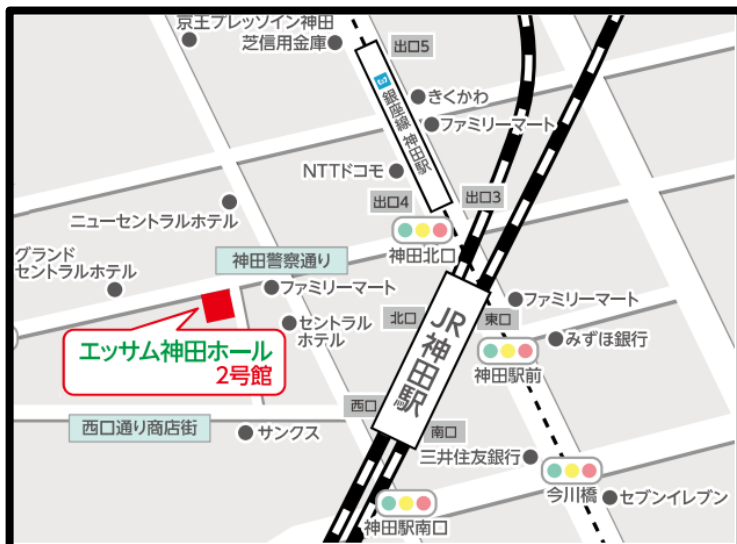 京王プレッソイン神田
芝信用金庫
出口5
銀座線 神田駅
きくかわ
ファミリーマート
NTTドコモ
出口4
出口3
ニューセントラルホテル
神田北口
グランド
セントラルホテル
神田警察通り
ファミリーマート
ファミリーマート
セントラル
ホテル
北口
JR神田駅
東口
みずほ銀行
エッサム神田ホール
2号館
神田駅前
西口
西口通り商店街
サンクス
南口
三井住友銀行
今川橋
セブンイレブン
神田駅南口